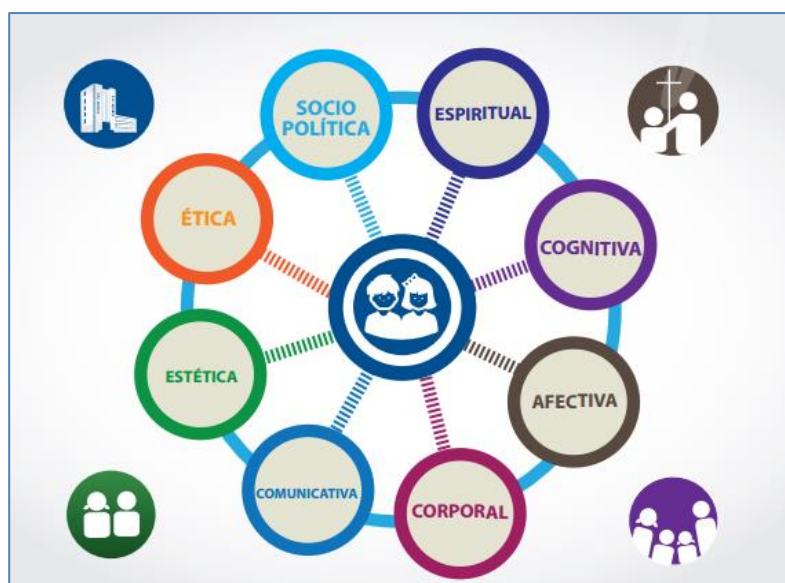 SOCIO
POLÍTICA
ESPIRITUAL
COGNITIVA
AFECTIVA
CORPORAL
COMUNICATIVA
ESTÉTICA
ÉTICA